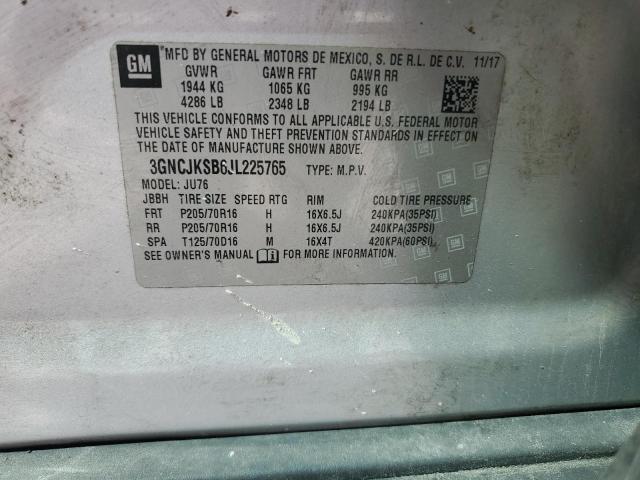 GM
*MFD BY GENERAL MOTORS DE MEXICO, S. DE R.L. DE C.V. 11/17
GVWR GAWR FRT GAWR RR
1944 KG 1065 KG 995 KG
4286 LB 2348 LB 2194 LB
THIS VEHICLE CONFORMS TO ALL APPLICABLE U.S. FEDERAL MOTOR
VEHICLE SAFETY AND THEFT PREVENTION STANDARDS IN EFFECT ON
THE DATE OF MANUFACTURE SHOWN ABOVE.
3GNCJKSB6JL225765 TYPE: M.P.V.
MODEL: JU76
JBBH TIRE SIZE SPEED RTG RIM COLD TIRE PRESSURE
FRT P205/70R16 H 16X6.5J 240KPA(35PSI)
RR P205/70R16 H 16X6.5J 240KPA(35PSI)
SPA T125/70D16 M 16X4T 420KPA(60PSI)
SEE OWNER'S MANUAL FOR MORE INFORMATION.